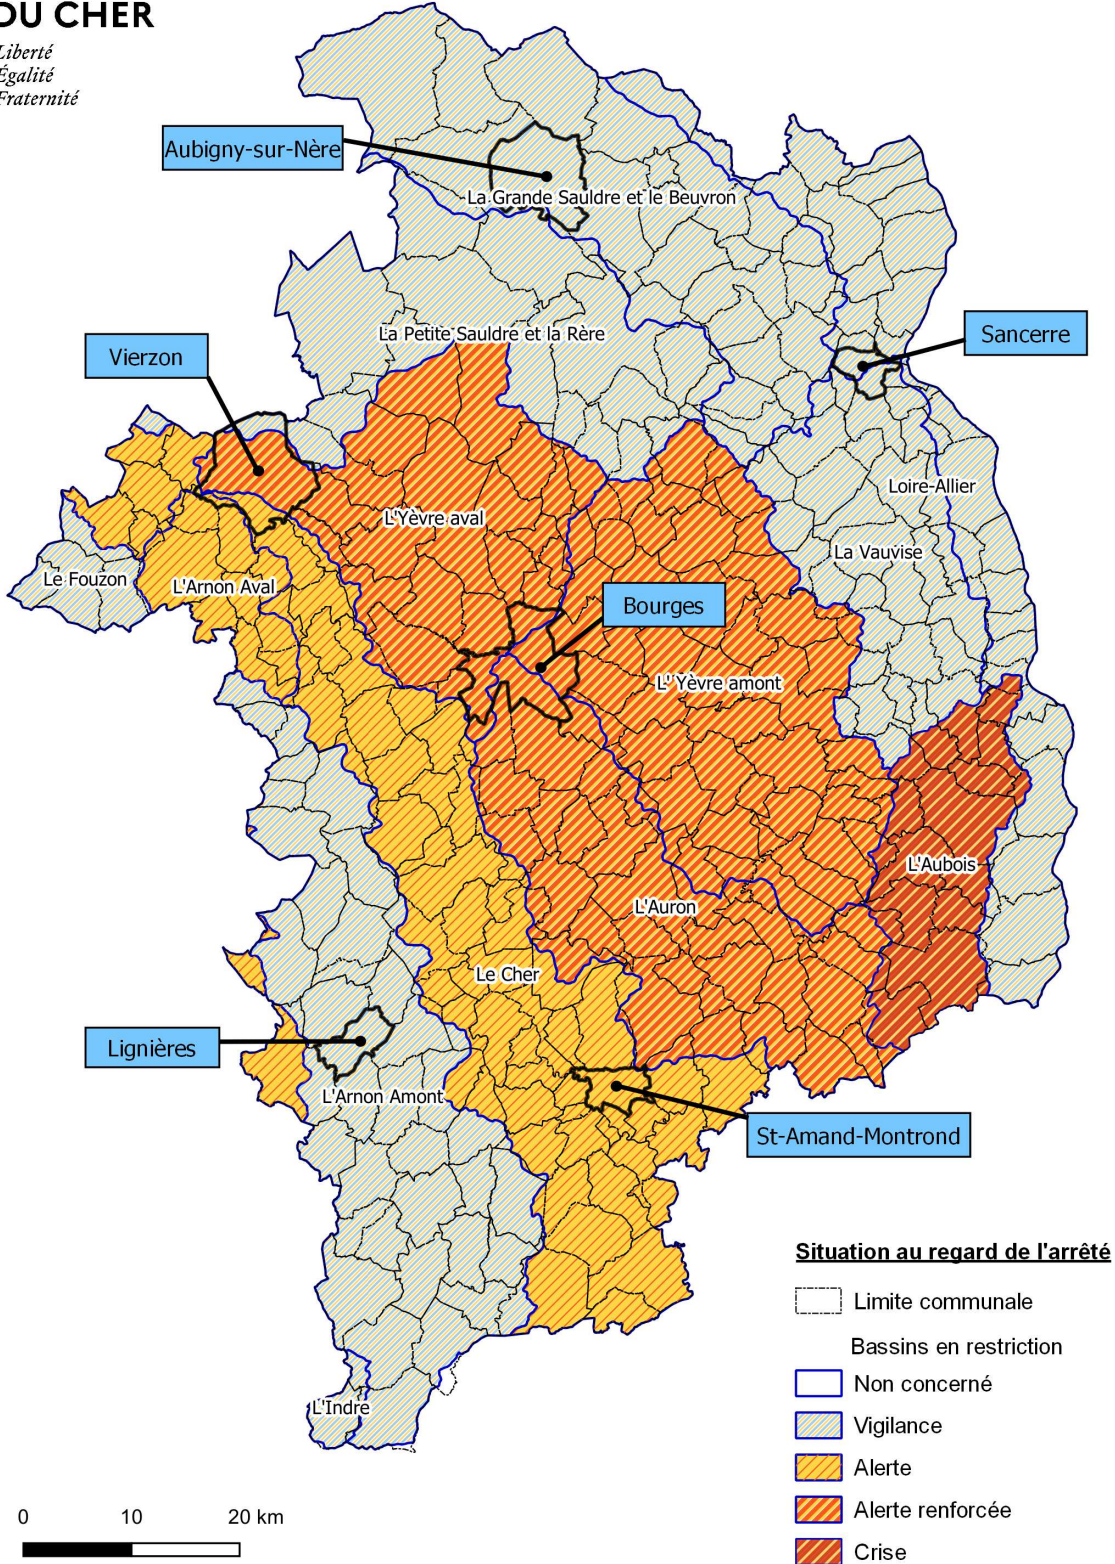 DU CHER
Liberté
Égalité
Fraternité
Aubigny-sur-Nère
La Grande Sauldre et le Beuvron
La Petite Sauldre et la Rère
Sancerre
Vierzon
Loire-Allier
L'Yèvre aval
La Vauvise
Le Fouzon
L'Arnon Aval
Bourges
L' Yèvre amont
L'Aubois
L'Auron
Le Cher
Lignières
L'Arnon Amont
St-Amand-Montrond
L'Indre
Situation au regard de l'arrêté
Limite communale
Bassins en restriction
Non concerné
Vigilance
Alerte
Alerte renforcée
Crise
0 10 20 km